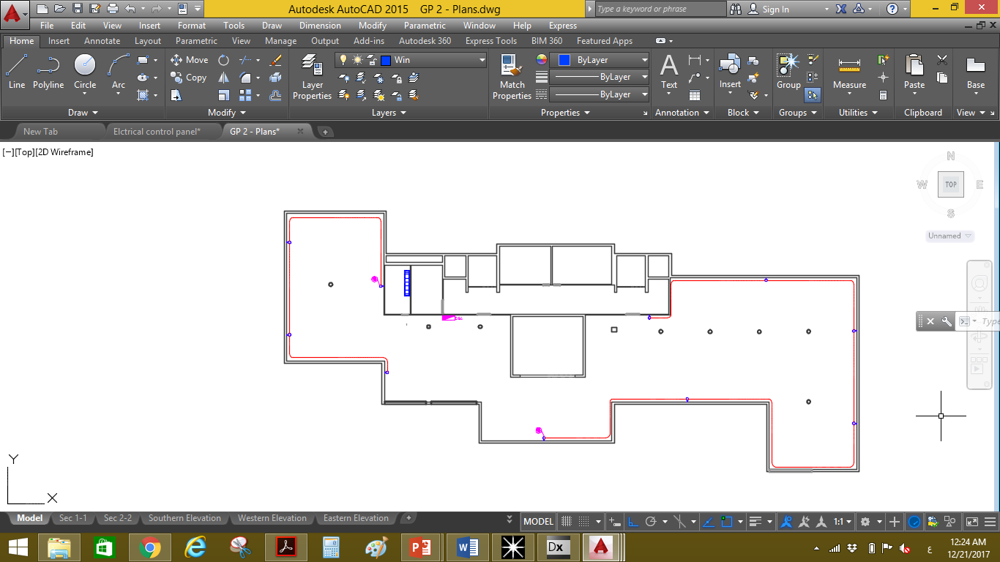 Autodesk AutoCAD 2015 GP 2 - Plans.dwg
Type a keyword or phrase
Sign In
File Edit View Insert Format Tools Draw Dimension Modify Parametric Window Help Express
Home Insert Annotate Layout Parametric View Manage Output Add-ins Autodesk 360 Express Tools BIM 360 Featured Apps
Line Polyline Circle Arc
Draw
Move
Copy
Modify
Layer
Properties
Win
Layers
Match
Properties
ByLayer
ByLayer
ByLayer
Properties
Text
Annotation
Insert
Block
Group
Groups
Measure
Utilities
Paste
Clipboard
Base
View
New Tab Elctrical control panel* GP 2 - Plans*
[−][Top][2D Wireframe]
N
W TOP E
S
Unnamed
Type
Y
X
Model Sec 1-1 Sec 2-2 Southern Elevation Western Elevation Eastern Elevation
MODEL
1:1
Dx
ع
12:24 AM
12/21/2017